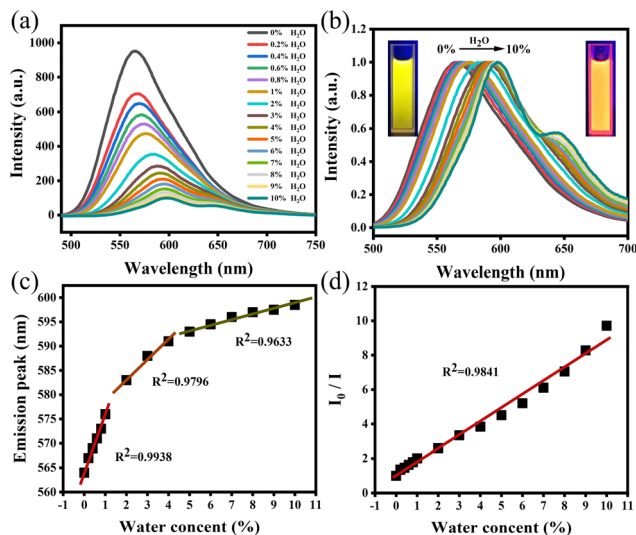 (a)
1000
800
600
400
200
0
Intensity (a.u.)
500 550 600 650 700 750
Wavelength (nm)
0% H2O
0.2% H2O
0.4% H2O
0.6% H2O
0.8% H2O
1% H2O
2% H2O
3% H2O
4% H2O
5% H2O
6% H2O
7% H2O
8% H2O
9% H2O
10% H2O
(b)
H2O
0% → 10%
1.0
0.8
0.6
0.4
0.2
0.0
Intensity (a.u.)
500 550 600 650 700
Wavelength (nm)
(c)
600
595
590
585
580
575
570
565
560
Emission peak (nm)
R²=0.9633
R²=0.9796
R²=0.9938
-1 0 1 2 3 4 5 6 7 8 9 10 11
Water concent (%)
(d)
12
10
8
6
4
2
0
I0 / I
R²=0.9841
-1 0 1 2 3 4 5 6 7 8 9 10 11
Water concent (%)